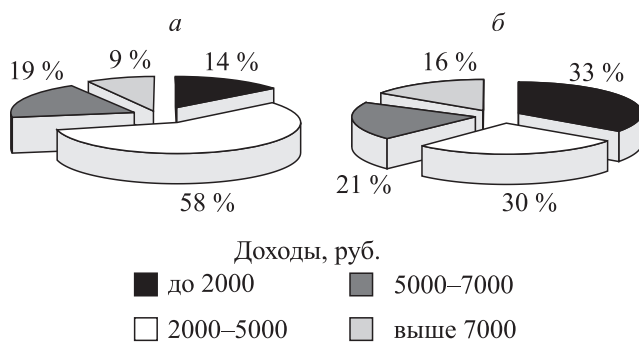 а
б
19 %
9 %
14 %
58 %
16 %
33 %
21 %
30 %
Доходы, руб.
до 2000
5000–7000
2000–5000
выше 7000